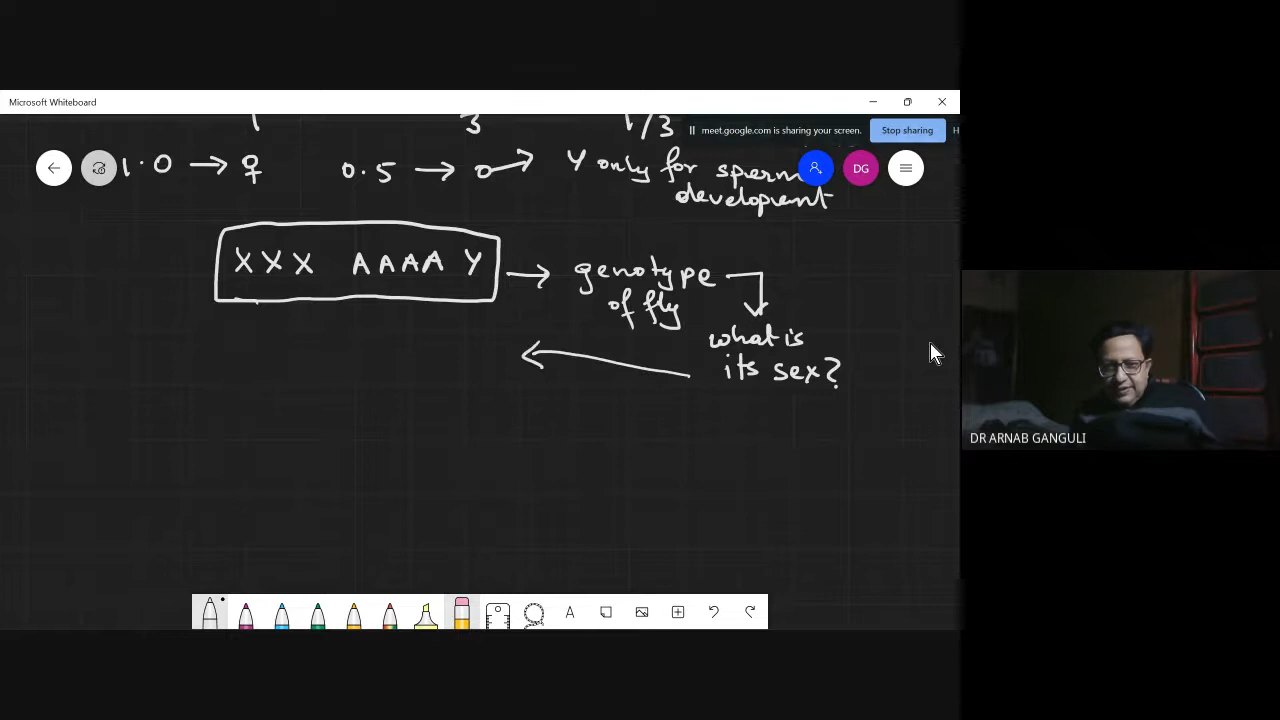 Microsoft Whiteboard
meet.google.com is sharing your screen. Stop sharing H
1 3 1/3
1.0 → ♀ 0.5 → ♂ Y only for sperm
development
DG
XXX AAAA Y → genotype
of fly
what is
its sex?
DR ARNAB GANGULI
A